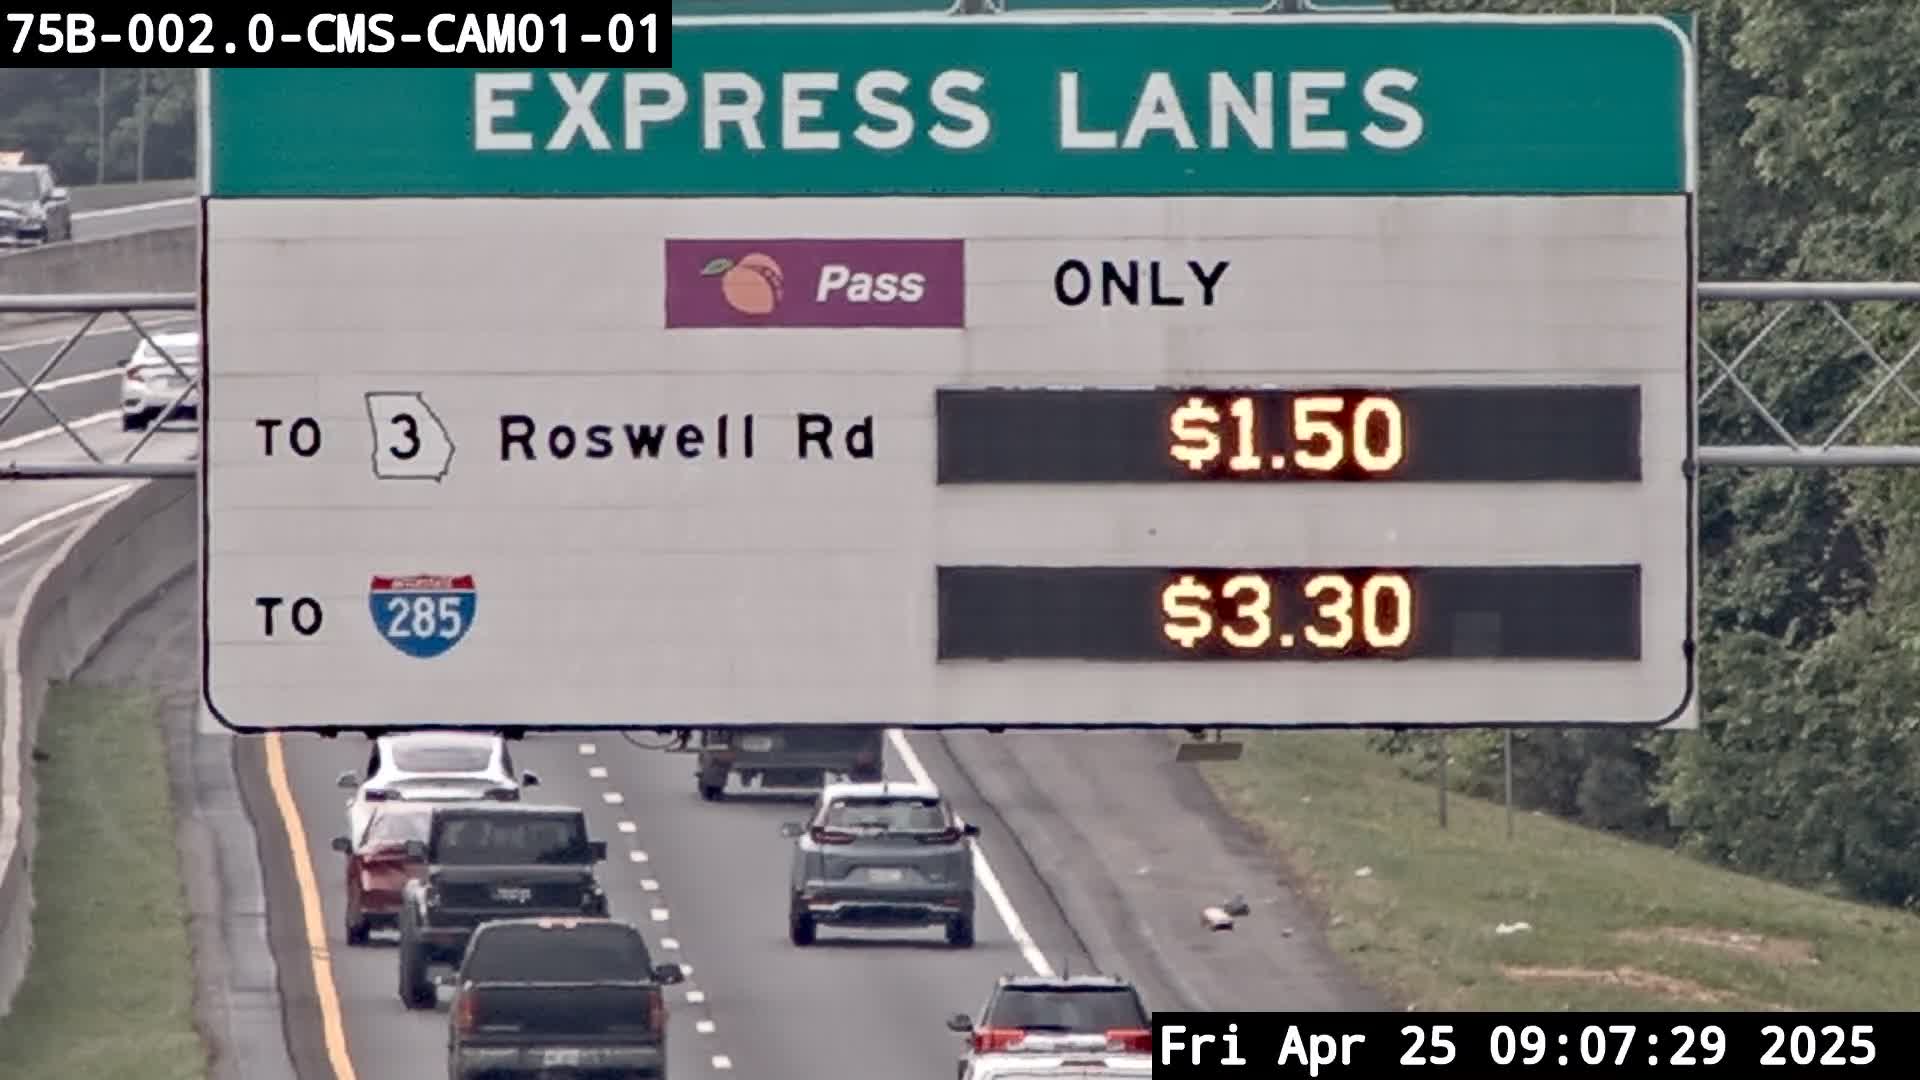 75B-002.0-CMS-CAM01-01
EXPRESS LANES
Pass ONLY
TO 3 Roswell Rd $1.50
TO INTERSTATE 285 $3.30
Fri Apr 25 09:07:29 2025